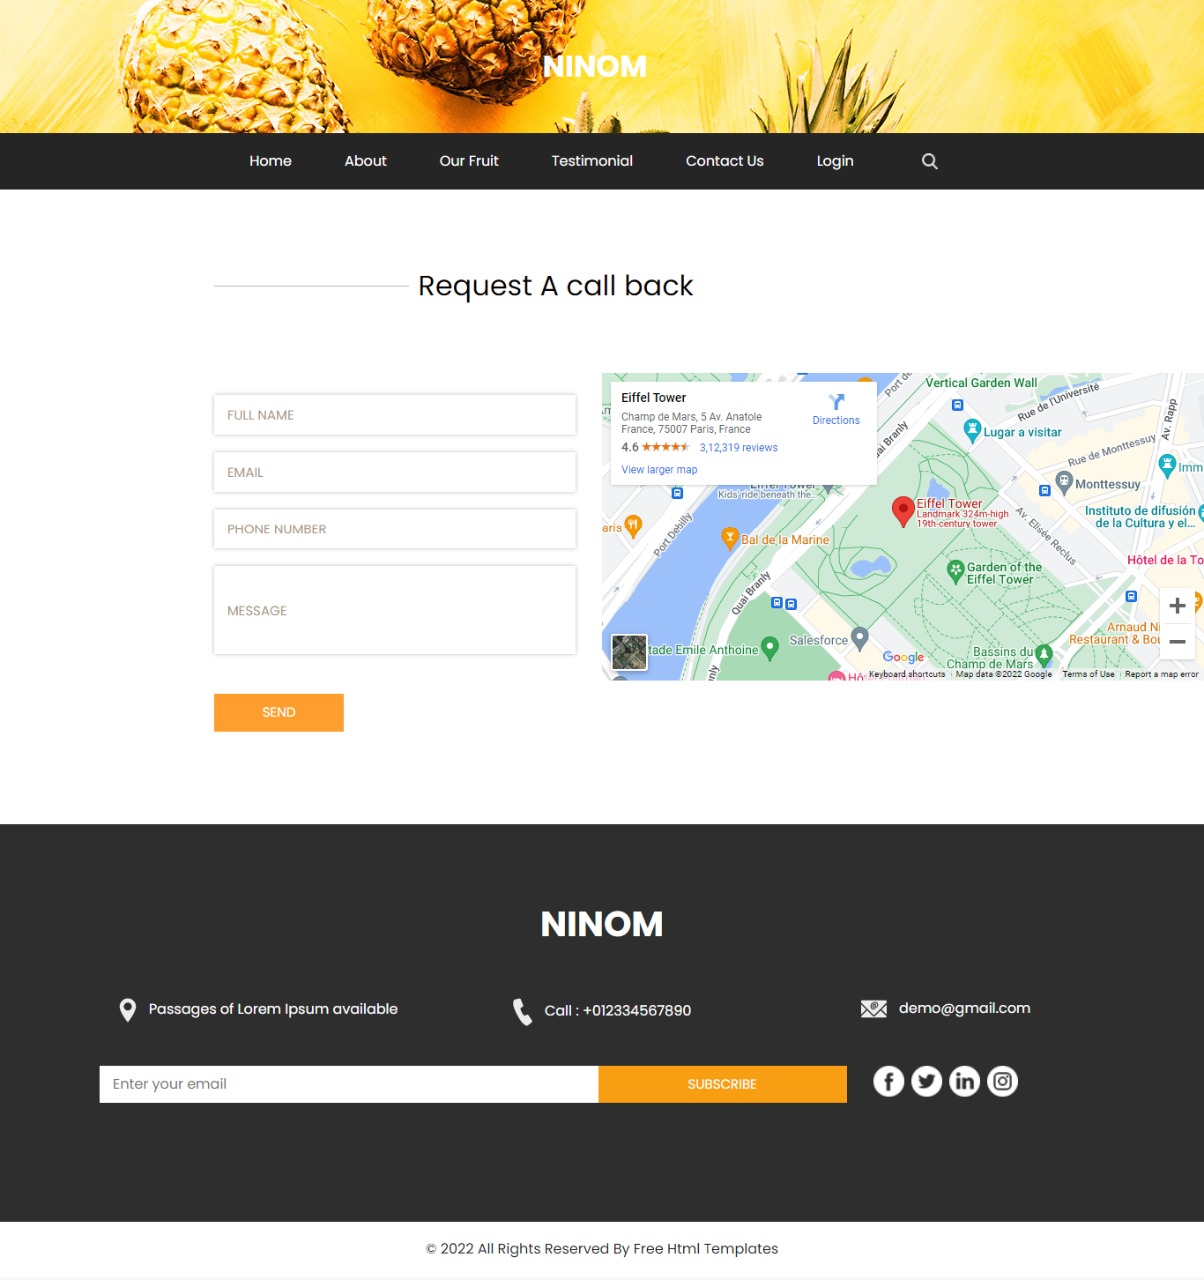 NINOM
Home About Our Fruit Testimonial Contact Us Login
Request A call back
FULL NAME
EMAIL
PHONE NUMBER
MESSAGE
SEND
Eiffel Tower
Champ de Mars, 5 Av. Anatole
France, 75007 Paris, France
4.6 3,12,319 reviews
View larger map
Directions
Vertical Garden Wall
Rue de l'Université
Av. Rapp
Lugar a visitar
Rue de Monttessuy
Imm
Monttessuy
Quai Branly
Eiffel Tower
Kids' ride beneath the...
Port Debilly
aris
Bal de la Marine
Eiffel Tower
Landmark 324m-high
19th-century tower
Instituto de difusión
de la Cultura y el...
Av. Elisée Reclus
Hôtel de la To
Garden of the
Eiffel Tower
Quai Branly
Arnaud Ni
Restaurant & Bou
Salesforce
tade Emile Anthoine
Bassins du
Champ de Mars
Google
Keyboard shortcuts Map data ©2022 Google Terms of Use Report a map error
NINOM
Passages of Lorem Ipsum available
Call : +012334567890
demo@gmail.com
Enter your email
SUBSCRIBE
© 2022 All Rights Reserved By Free Html Templates